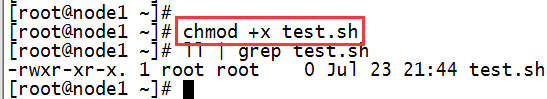 [root@node1 ~]#
[root@node1 ~]# chmod +x test.sh
[root@node1 ~]# ll | grep test.sh
-rwxr-xr-x. 1 root root 0 Jul 23 21:44 test.sh
[root@node1 ~]#